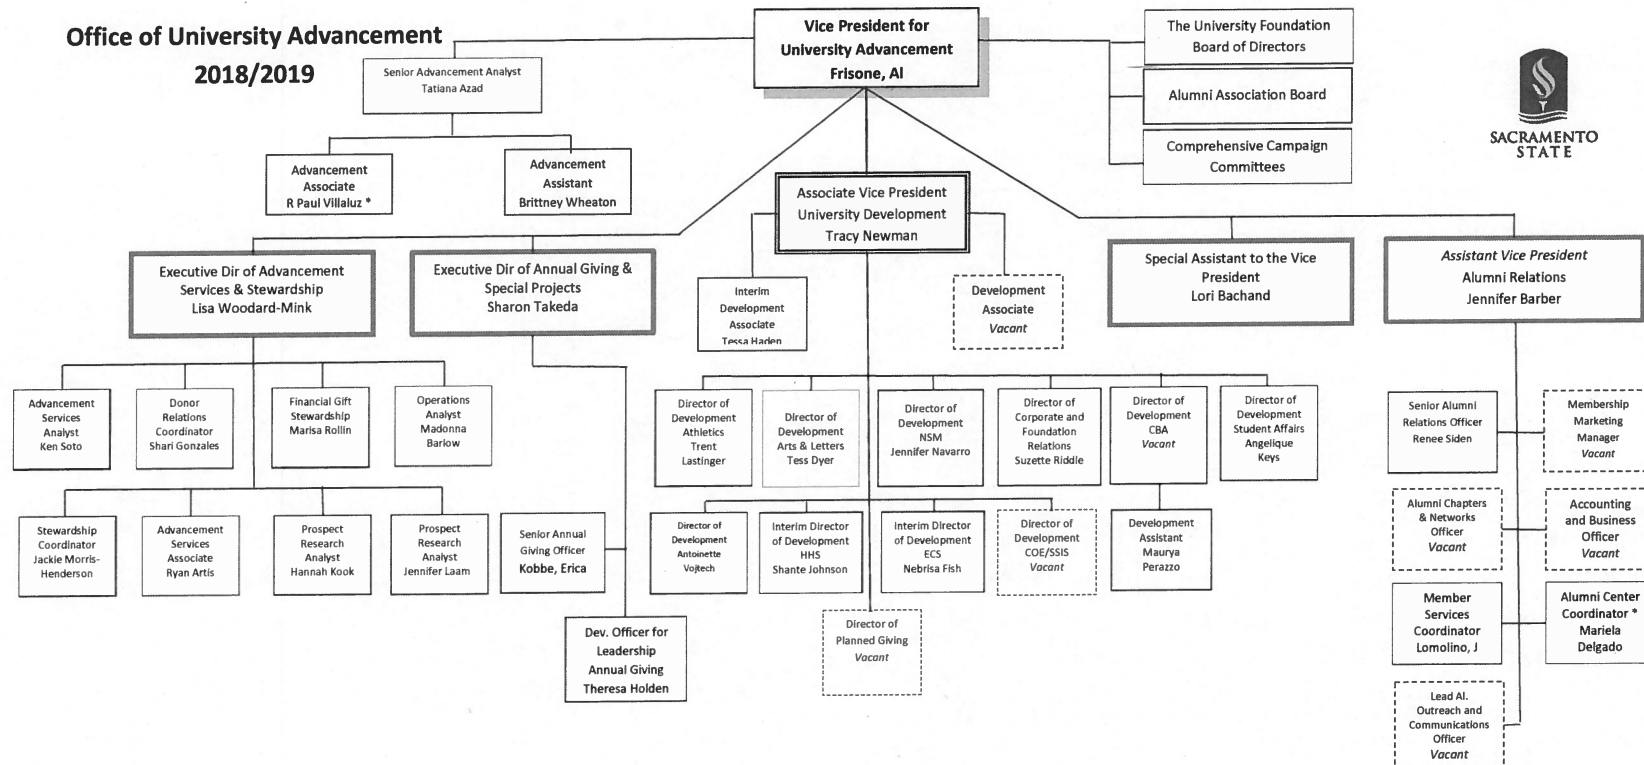 Office of University Advancement
2018/2019
Vice President for
University Advancement
Frisone, Al
The University Foundation
Board of Directors
Alumni Association Board
Comprehensive Campaign
Committees
SACRAMENTO
STATE
Senior Advancement Analyst
Tatiana Azad
Advancement
Associate
R Paul Villaluz *
Advancement
Assistant
Brittney Wheaton
Associate Vice President
University Development
Tracy Newman
Executive Dir of Advancement
Services & Stewardship
Lisa Woodard-Mink
Executive Dir of Annual Giving &
Special Projects
Sharon Takeda
Interim
Development
Associate
Tessa Haden
Development
Associate
Vacant
Special Assistant to the Vice
President
Lori Bachand
Assistant Vice President
Alumni Relations
Jennifer Barber
Advancement
Services
Analyst
Ken Soto
Donor
Relations
Coordinator
Shari Gonzales
Financial Gift
Stewardship
Marisa Rollin
Operations
Analyst
Madonna
Barlow
Director of
Development
Athletics
Trent
Lastinger
Director of
Development
Arts & Letters
Tess Dyer
Director of
Development
NSM
Jennifer Navarro
Director of
Corporate and
Foundation
Relations
Suzette Riddle
Director of
Development
CBA
Vacant
Director of
Development
Student Affairs
Angelique
Keys
Senior Alumni
Relations Officer
Renee Siden
Membership
Marketing
Manager
Vacant
Stewardship
Coordinator
Jackie Morris-
Henderson
Advancement
Services
Associate
Ryan Artis
Prospect
Research
Analyst
Hannah Kook
Prospect
Research
Analyst
Jennifer Laam
Senior Annual
Giving Officer
Kobbe, Erica
Director of
Development
Antoinette
Vojtech
Interim Director
of Development
HHS
Shante Johnson
Interim Director
of Development
ECS
Nebrisa Fish
Director of
Development
COE/SSIS
Vacant
Development
Assistant
Maurya
Perazzo
Alumni Chapters
& Networks
Officer
Vacant
Accounting
and Business
Officer
Vacant
Dev. Officer for
Leadership
Annual Giving
Theresa Holden
Director of
Planned Giving
Vacant
Member
Services
Coordinator
Lomolino, J
Alumni Center
Coordinator *
Mariela
Delgado
Lead Al.
Outreach and
Communications
Officer
Vacant